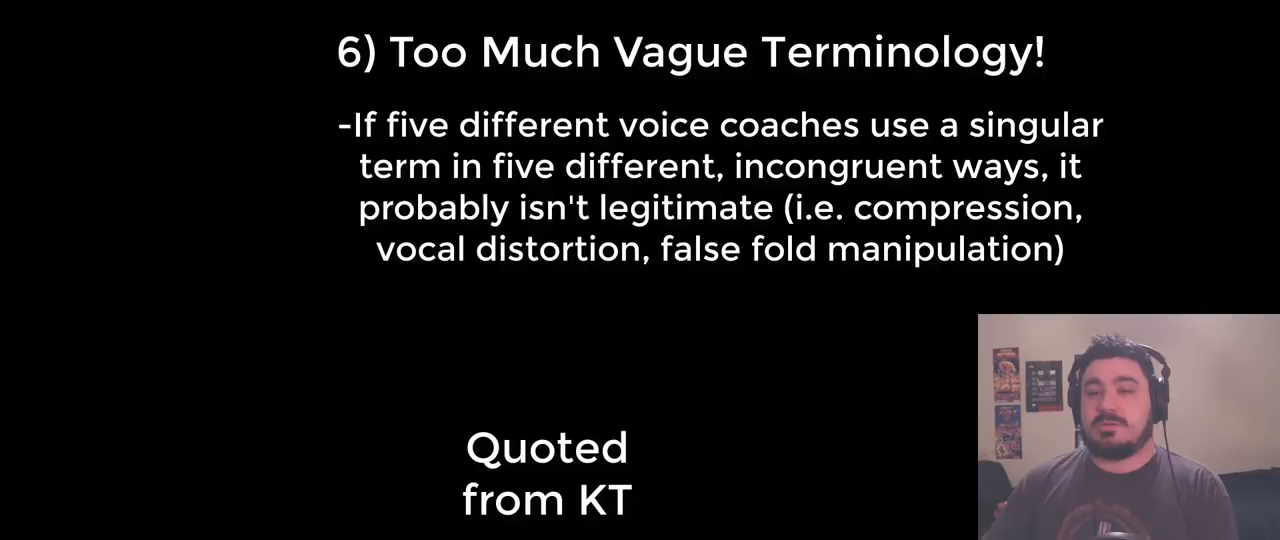 6) Too Much Vague Terminology!
-If five different voice coaches use a singular
term in five different, incongruent ways, it
probably isn't legitimate (i.e. compression,
vocal distortion, false fold manipulation)
Quoted
from KT